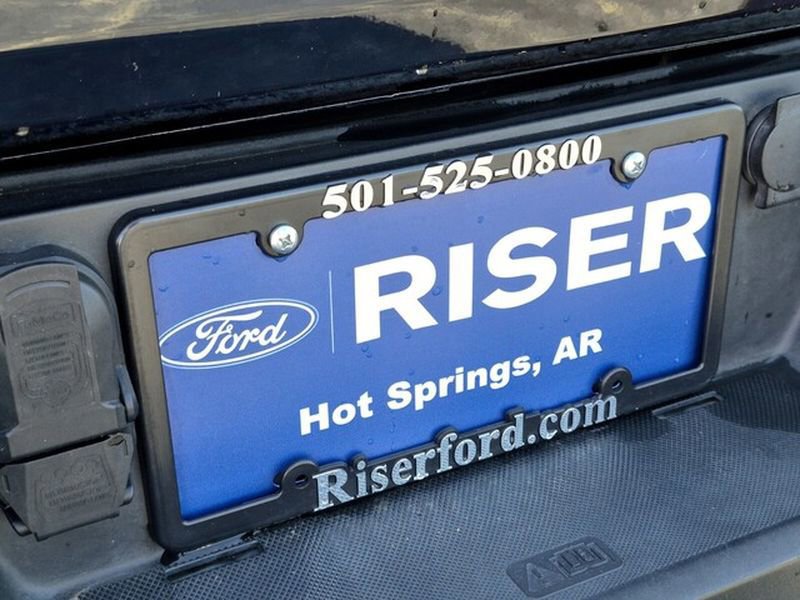 501-525-0800
Ford
RISER
Hot Springs, AR
Riserford.com